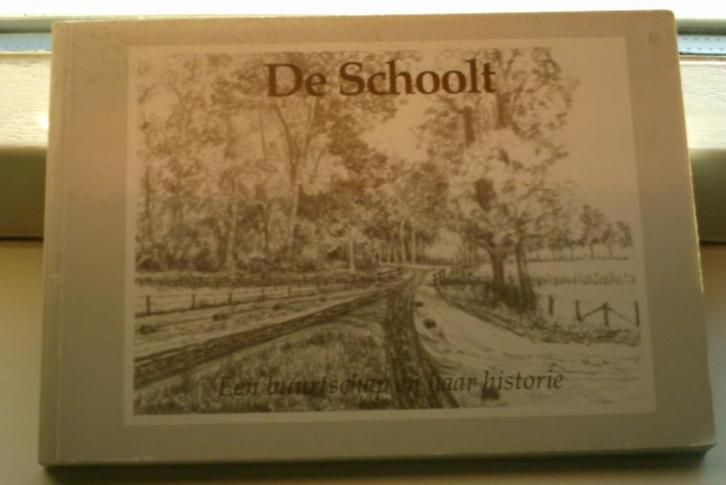 De Schoolt
Een buurtschap en haar historie